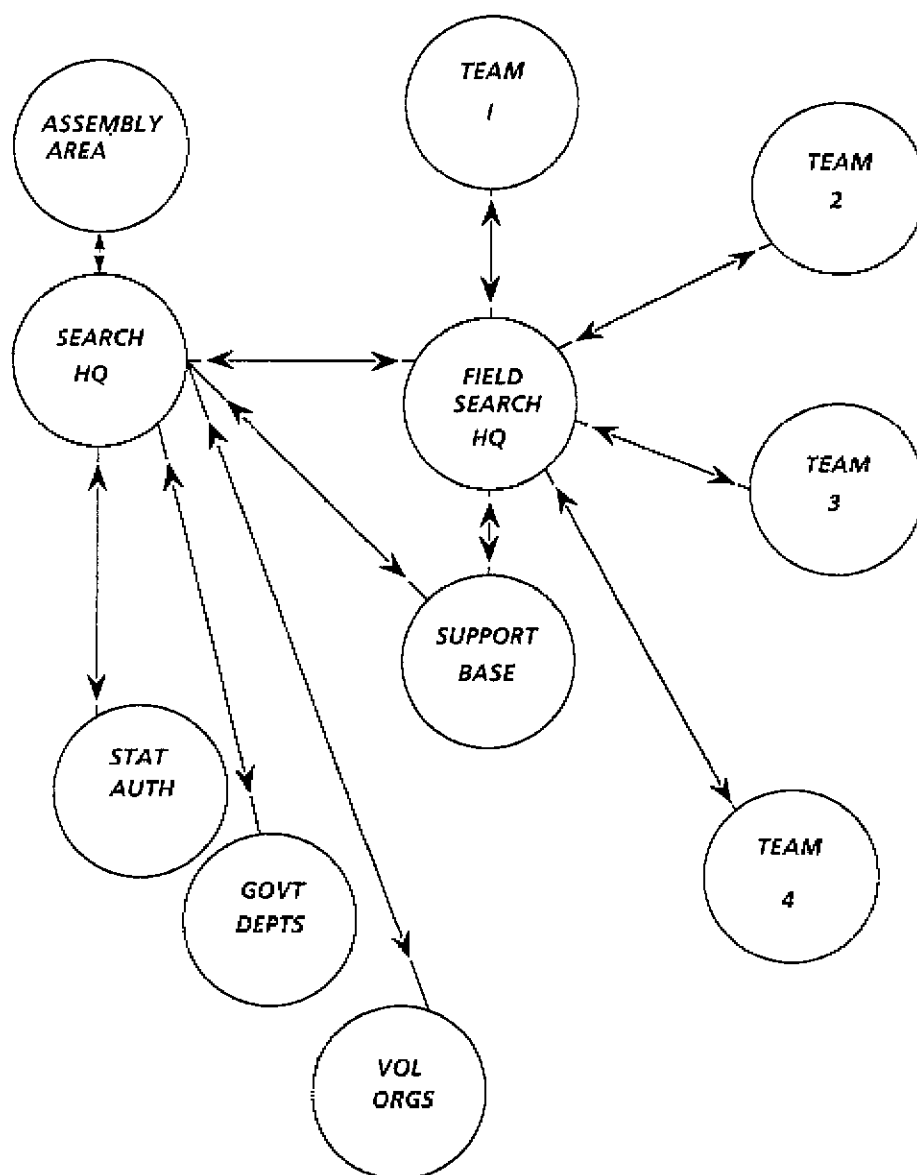 TEAM
1
ASSEMBLY
AREA
TEAM
2
SEARCH
HQ
FIELD
SEARCH
HQ
TEAM
3
SUPPORT
BASE
STAT
AUTH
TEAM
4
GOVT
DEPTS
VOL
ORGS